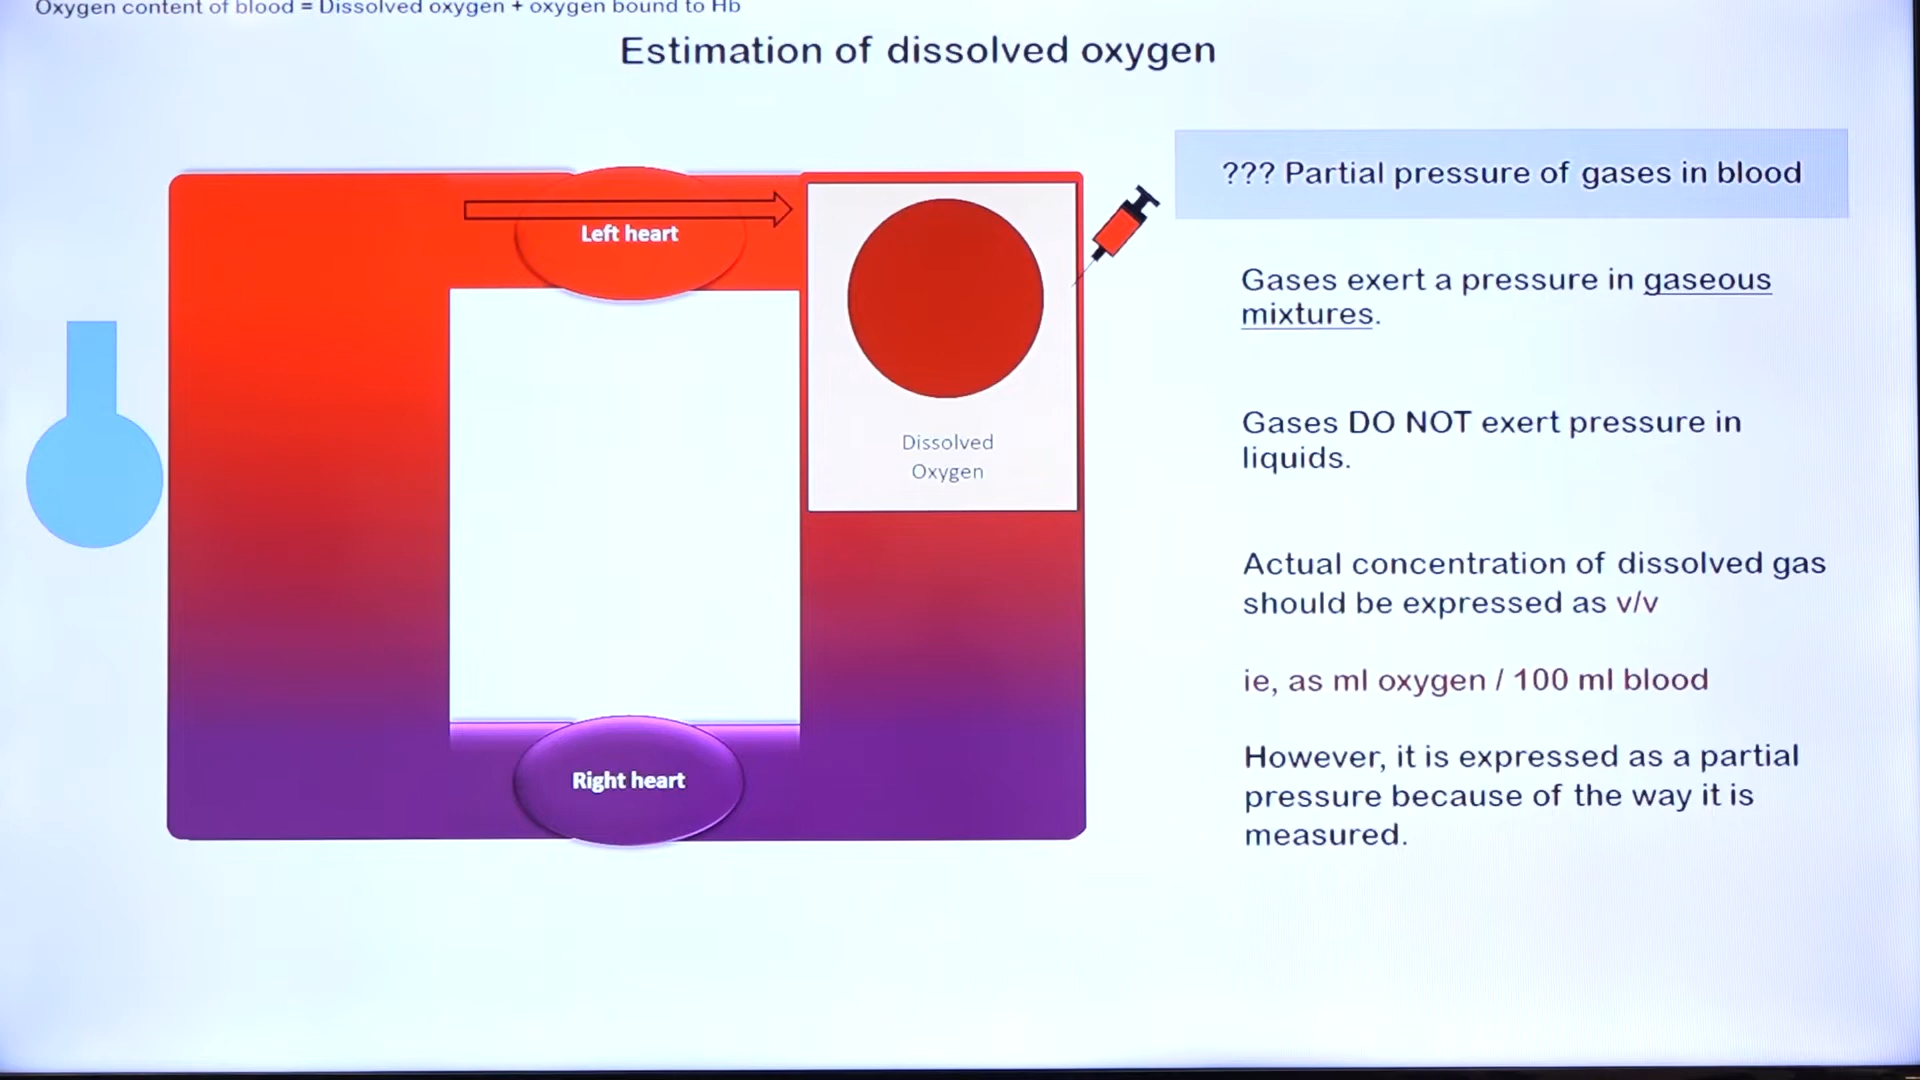 Oxygen content of blood = Dissolved oxygen + oxygen bound to Hb
Estimation of dissolved oxygen
??? Partial pressure of gases in blood
Left heart
Gases exert a pressure in gaseous
mixtures.
Dissolved
Oxygen
Gases DO NOT exert pressure in
liquids.
Actual concentration of dissolved gas
should be expressed as v/v
ie, as ml oxygen / 100 ml blood
Right heart
However, it is expressed as a partial
pressure because of the way it is
measured.